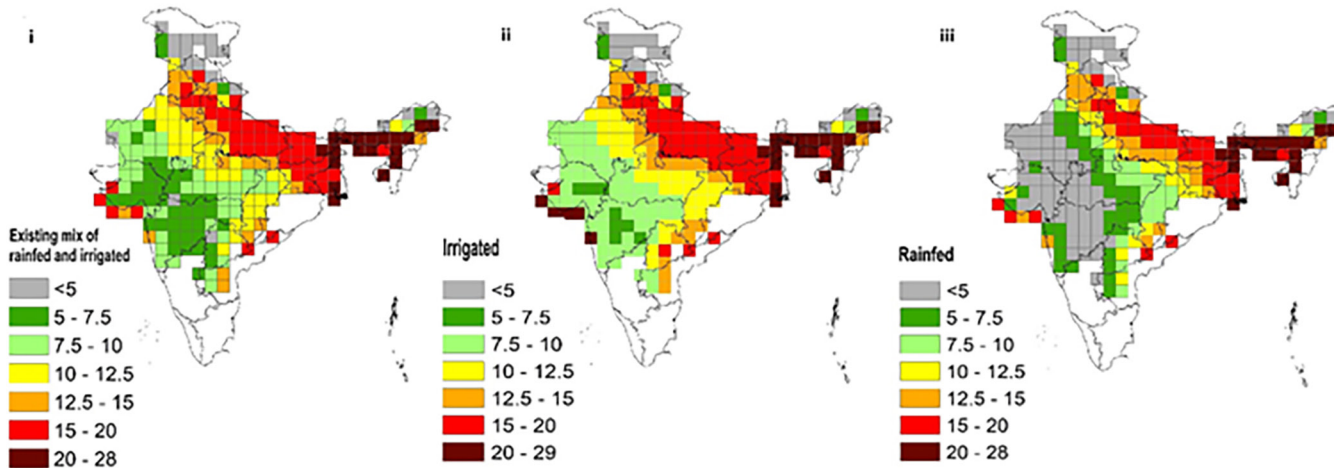 i
Existing mix of
rainfed and irrigated
<5
5 - 7.5
7.5 - 10
10 - 12.5
12.5 - 15
15 - 20
20 - 28
ii
Irrigated
<5
5 - 7.5
7.5 - 10
10 - 12.5
12.5 - 15
15 - 20
20 - 29
iii
Rainfed
<5
5 - 7.5
7.5 - 10
10 - 12.5
12.5 - 15
15 - 20
20 - 28